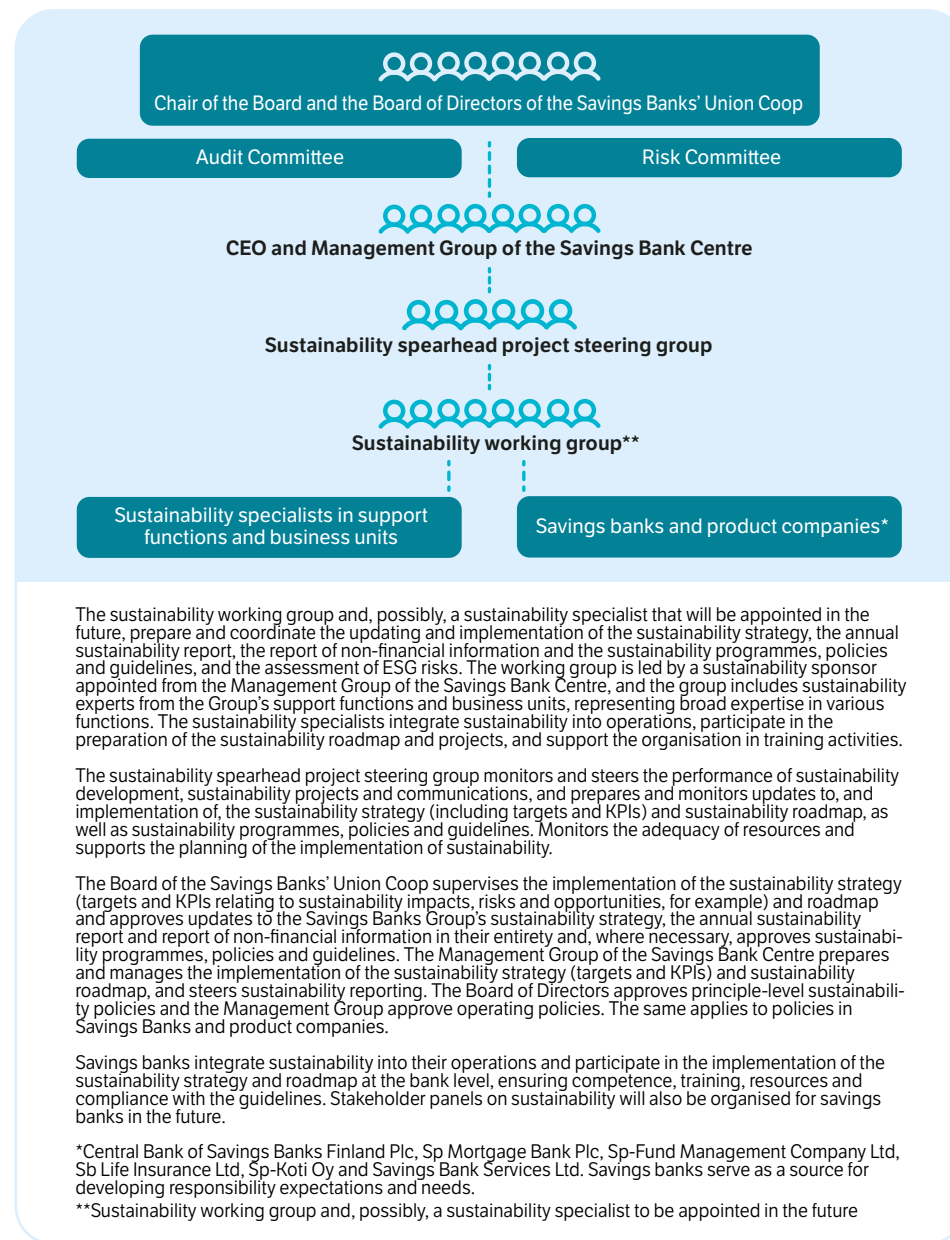 Chair of the Board and the Board of Directors of the Savings Banks’ Union Coop
Audit Committee
Risk Committee
CEO and Management Group of the Savings Bank Centre
Sustainability spearhead project steering group
Sustainability working group**
Sustainability specialists in support
functions and business units
Savings banks and product companies*
The sustainability working group and, possibly, a sustainability specialist that will be appointed in the
future, prepare and coordinate the updating and implementation of the sustainability strategy, the annual
sustainability report, the report of non-financial information and the sustainability programmes, policies
and guidelines, and the assessment of ESG risks. The working group is led by a sustainability sponsor
appointed from the Management Group of the Savings Bank Centre, and the group includes sustainability
experts from the Group’s support functions and business units, representing broad expertise in various
functions. The sustainability specialists integrate sustainability into operations, participate in the
preparation of the sustainability roadmap and projects, and support the organisation in training activities.
The sustainability spearhead project steering group monitors and steers the performance of sustainability
development, sustainability projects and communications, and prepares and monitors updates to, and
implementation of, the sustainability strategy (including targets and KPIs) and sustainability roadmap, as
well as sustainability programmes, policies and guidelines. Monitors the adequacy of resources and
supports the planning of the implementation of sustainability.
The Board of the Savings Banks’ Union Coop supervises the implementation of the sustainability strategy
(targets and KPIs relating to sustainability impacts, risks and opportunities, for example) and roadmap
and approves updates to the Savings Banks Group’s sustainability strategy, the annual sustainability
report and report of non-financial information in their entirety and, where necessary, approves sustainabi-
lity programmes, policies and guidelines. The Management Group of the Savings Bank Centre prepares
and manages the implementation of the sustainability strategy (targets and KPIs) and sustainability
roadmap, and steers sustainability reporting. The Board of Directors approves principle-level sustainabili-
ty policies and the Management Group approve operating policies. The same applies to policies in
Savings Banks and product companies.
Savings banks integrate sustainability into their operations and participate in the implementation of the
sustainability strategy and roadmap at the bank level, ensuring competence, training, resources and
compliance with the guidelines. Stakeholder panels on sustainability will also be organised for savings
banks in the future.
*Central Bank of Savings Banks Finland Plc, Sp Mortgage Bank Plc, Sp-Fund Management Company Ltd,
Sb Life Insurance Ltd, Sp-Koti Oy and Savings Bank Services Ltd. Savings banks serve as a source for
developing responsibility expectations and needs.
**Sustainability working group and, possibly, a sustainability specialist to be appointed in the future